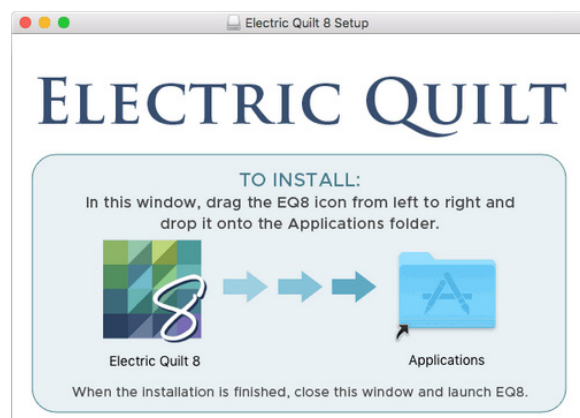 Electric Quilt 8 Setup
ELECTRIC QUILT
TO INSTALL:
In this window, drag the EQ8 icon from left to right and
drop it onto the Applications folder.
8
Electric Quilt 8
Applications
When the installation is finished, close this window and launch EQ8.